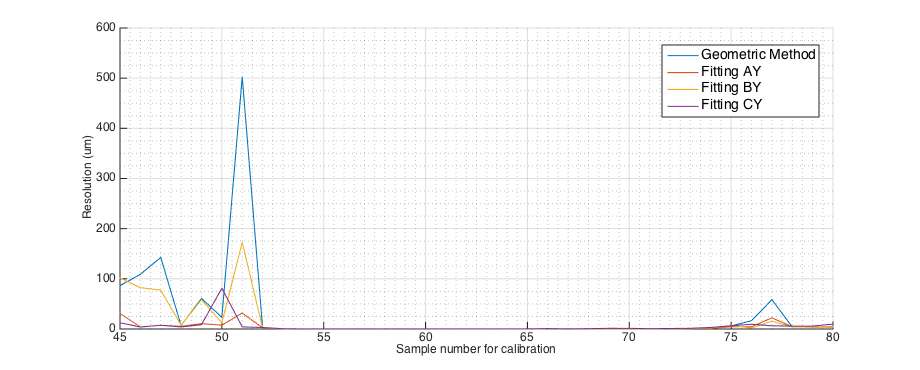 600
500
400
300
200
100
0
Resolution (um)
45
50
55
60
65
70
75
80
Sample number for calibration
Geometric Method
Fitting AY
Fitting BY
Fitting CY